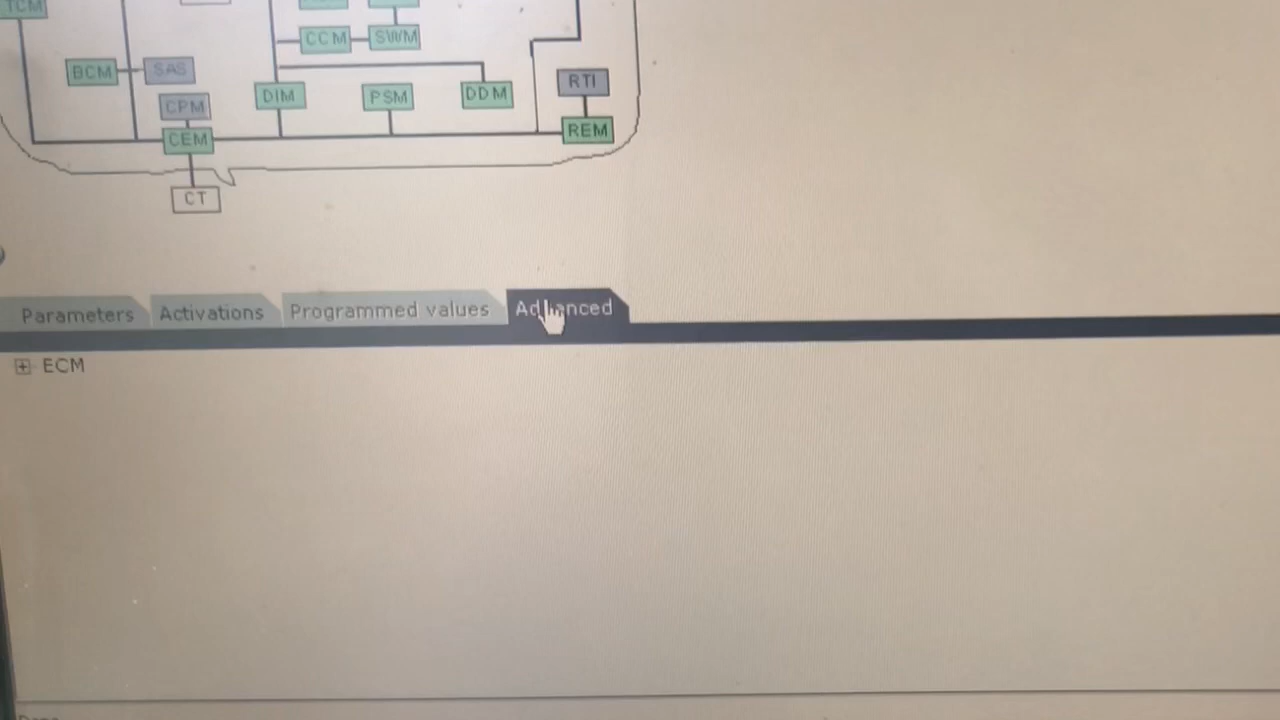 TCM
CCM SWM
BCM SAS
RTI
CPM DIM PSM DDM
CEM REM
CT
Parameters Activations Programmed values Advanced
ECM